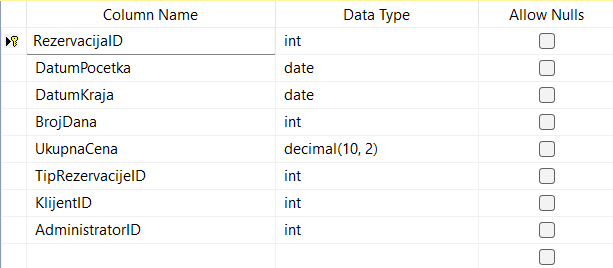 Column Name Data Type Allow Nulls
RezervacijaID int
DatumPocetka date
DatumKraja date
BrojDana int
UkupnaCena decimal(10, 2)
TipRezervacijeID int
KlijentID int
AdministratorID int